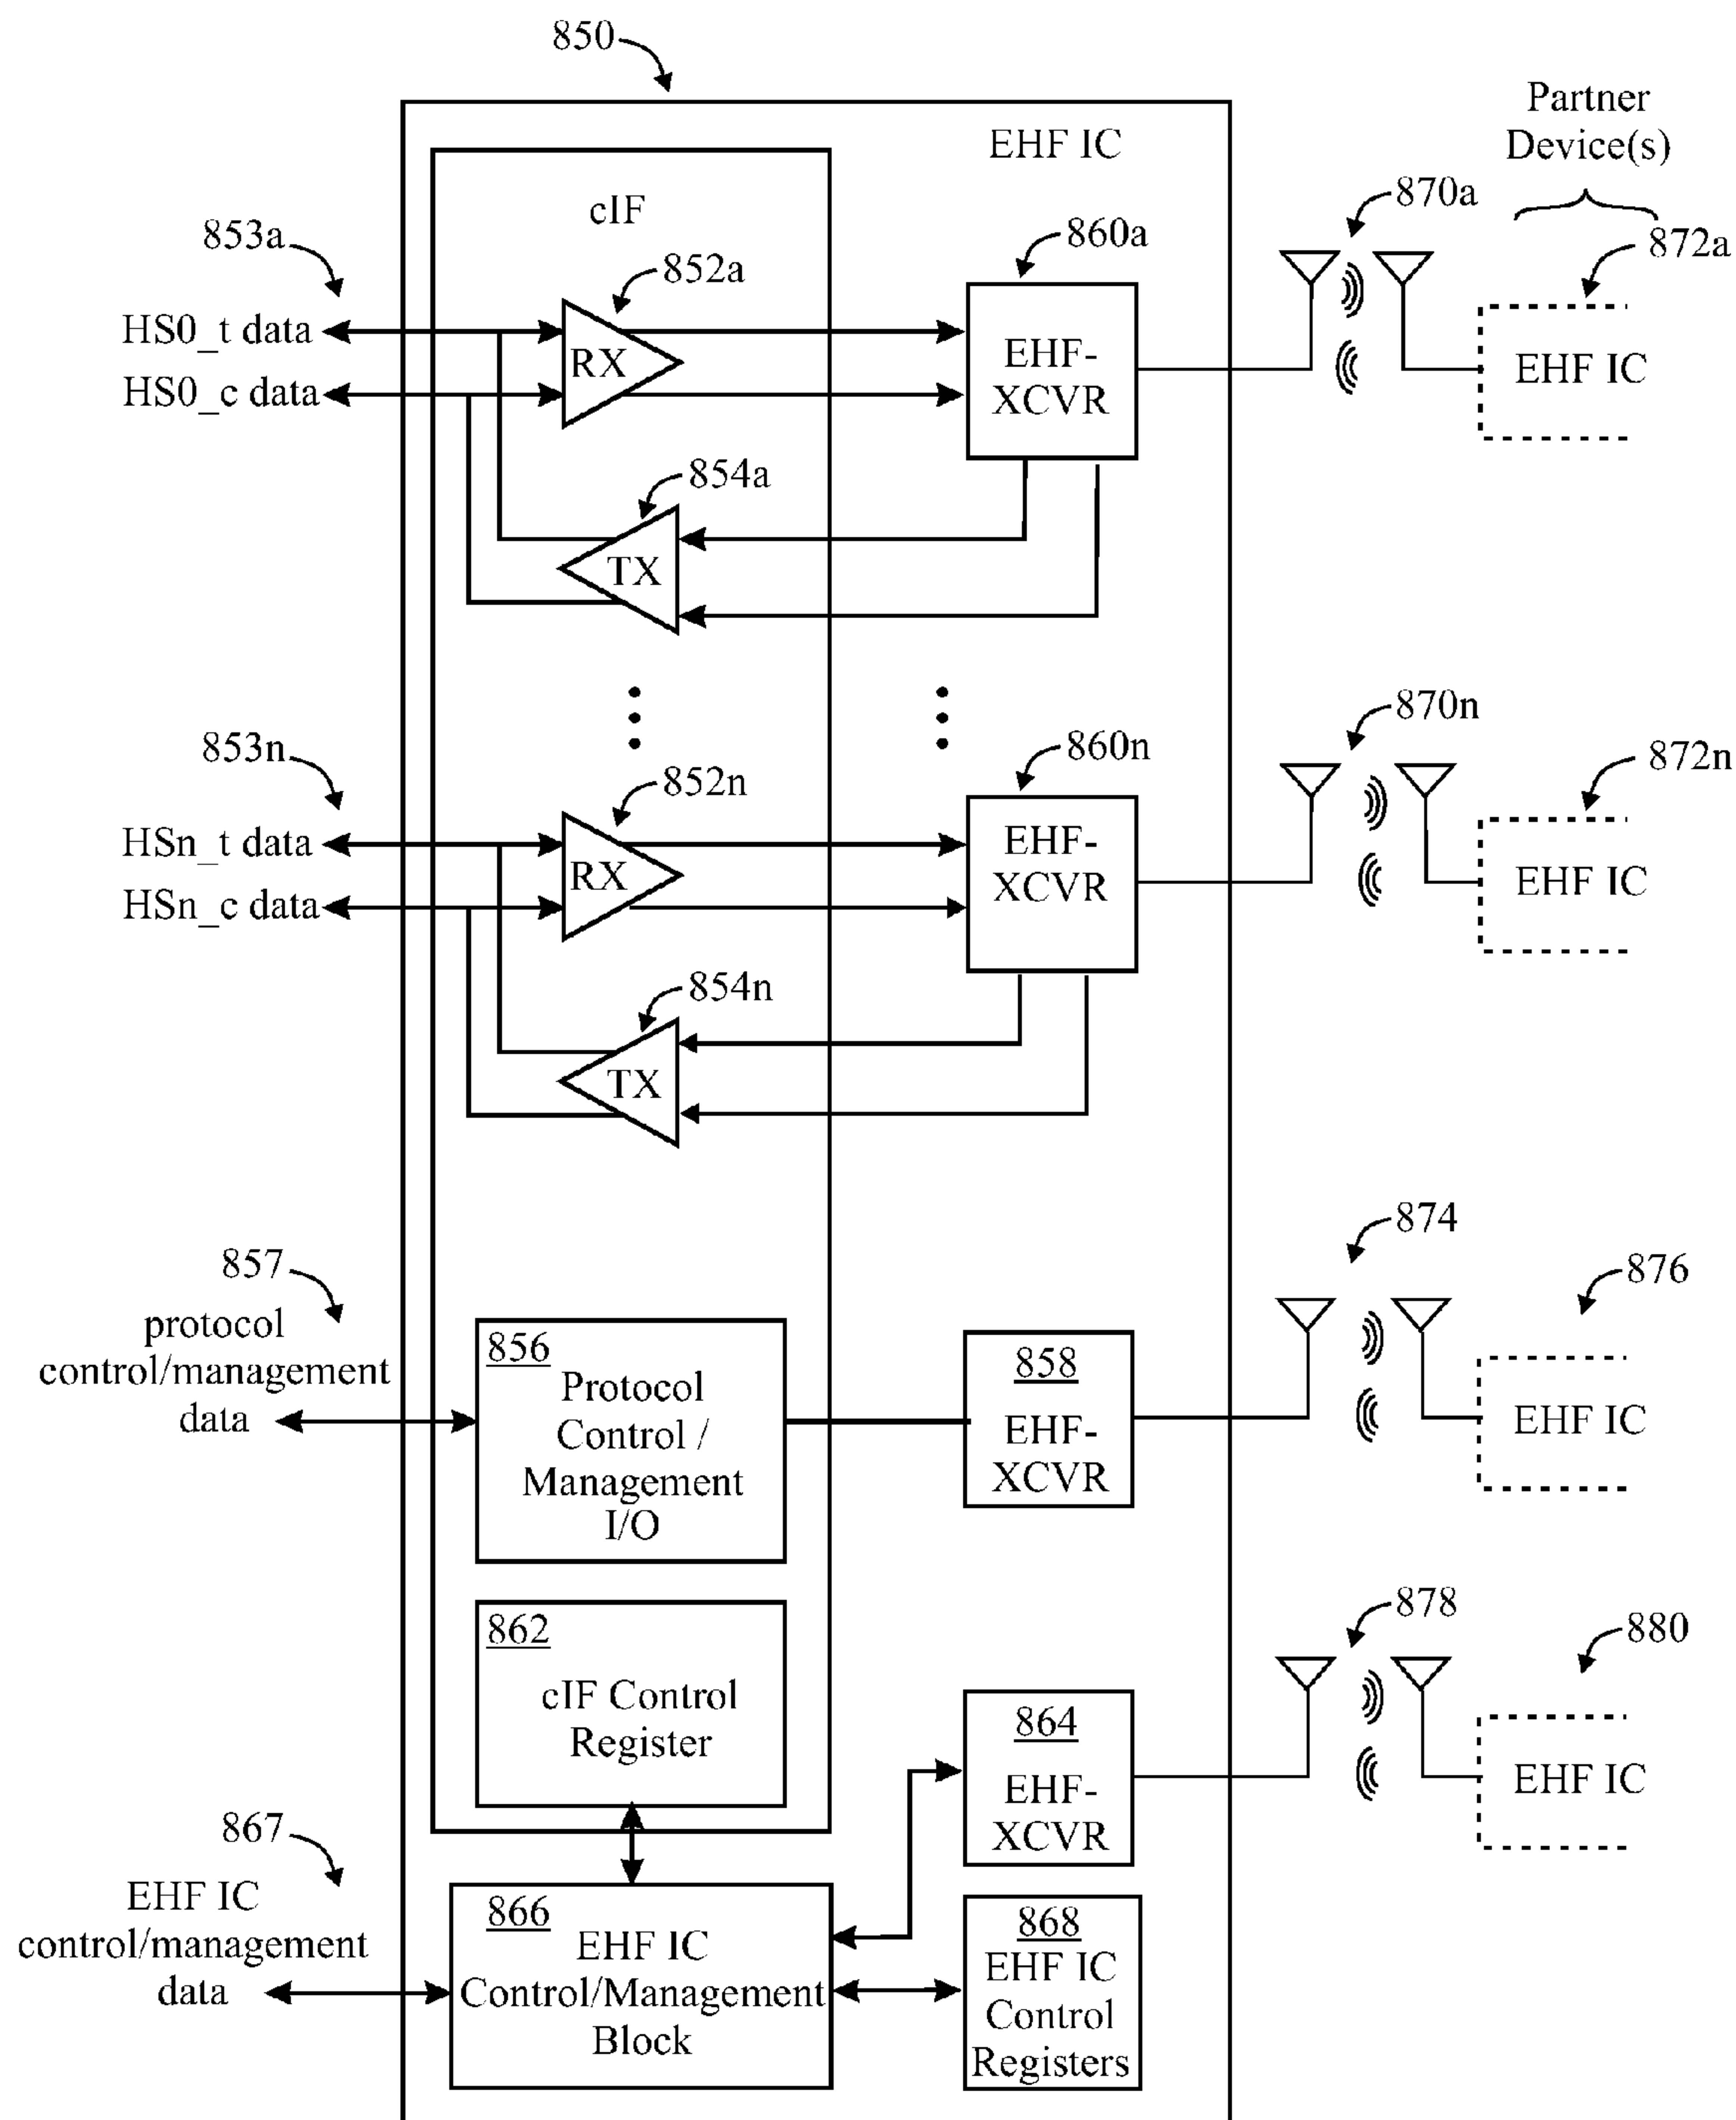 850
EHF IC
Partner
Device(s)
cIF
853a
852a
860a
870a
872a
HS0_t data
HS0_c data
RX
EHF-
XCVR
EHF IC
854a
TX
853n
852n
860n
870n
872n
HSn_t data
HSn_c data
RX
EHF-
XCVR
EHF IC
854n
TX
857
protocol
control/management
data
856
Protocol
Control /
Management
I/O
858
EHF-
XCVR
874
876
EHF IC
862
cIF Control
Register
864
EHF-
XCVR
878
880
EHF IC
867
EHF IC
control/management
data
866
EHF IC
Control/Management
Block
868
EHF IC
Control
Registers